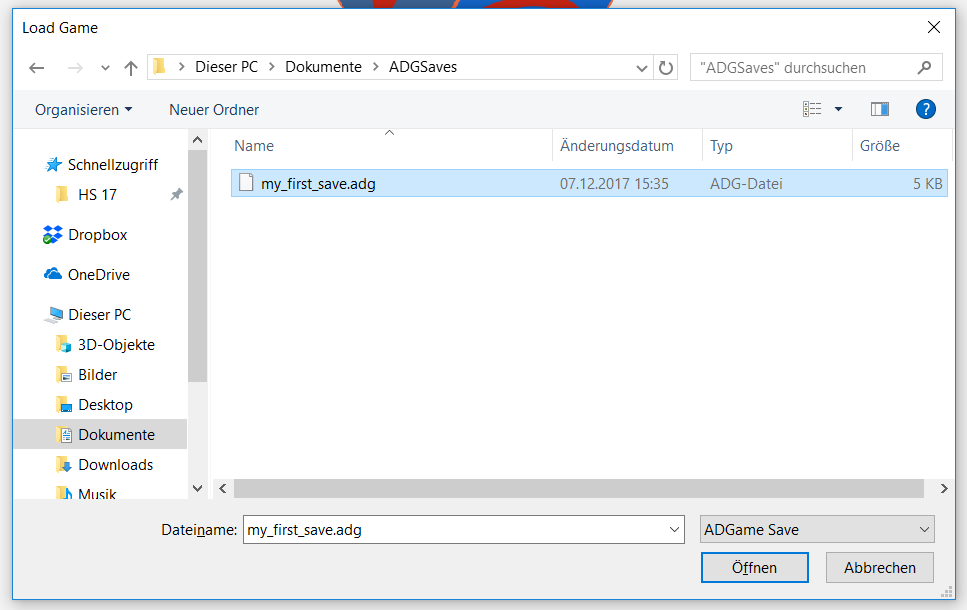 Load Game
Dieser PC > Dokumente > ADGSaves
"ADGSaves" durchsuchen
Organisieren
Neuer Ordner
?
Name
Änderungsdatum
Typ
Größe
my_first_save.adg
07.12.2017 15:35
ADG-Datei
5 KB
Schnellzugriff
HS 17
Dropbox
OneDrive
Dieser PC
3D-Objekte
Bilder
Desktop
Dokumente
Downloads
Musik
Dateiname:
my_first_save.adg
ADGame Save
Öffnen
Abbrechen